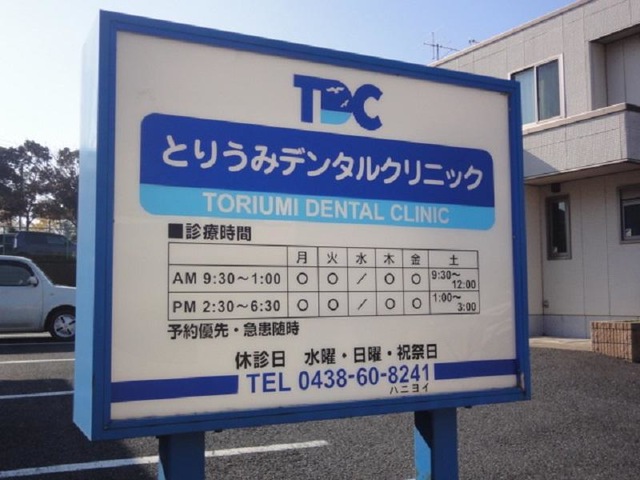 TDC
とりうみデンタルクリニック
TORIUMI DENTAL CLINIC
■診療時間
月 火 水 木 金 土
AM 9:30~1:00 ○ ○ / ○ ○ 9:30~12:00
PM 2:30~6:30 ○ ○ / ○ ○ 1:00~3:00
予約優先・急患随時
休診日 水曜・日曜・祝祭日
TEL 0438-60-8241
ハニヨイ